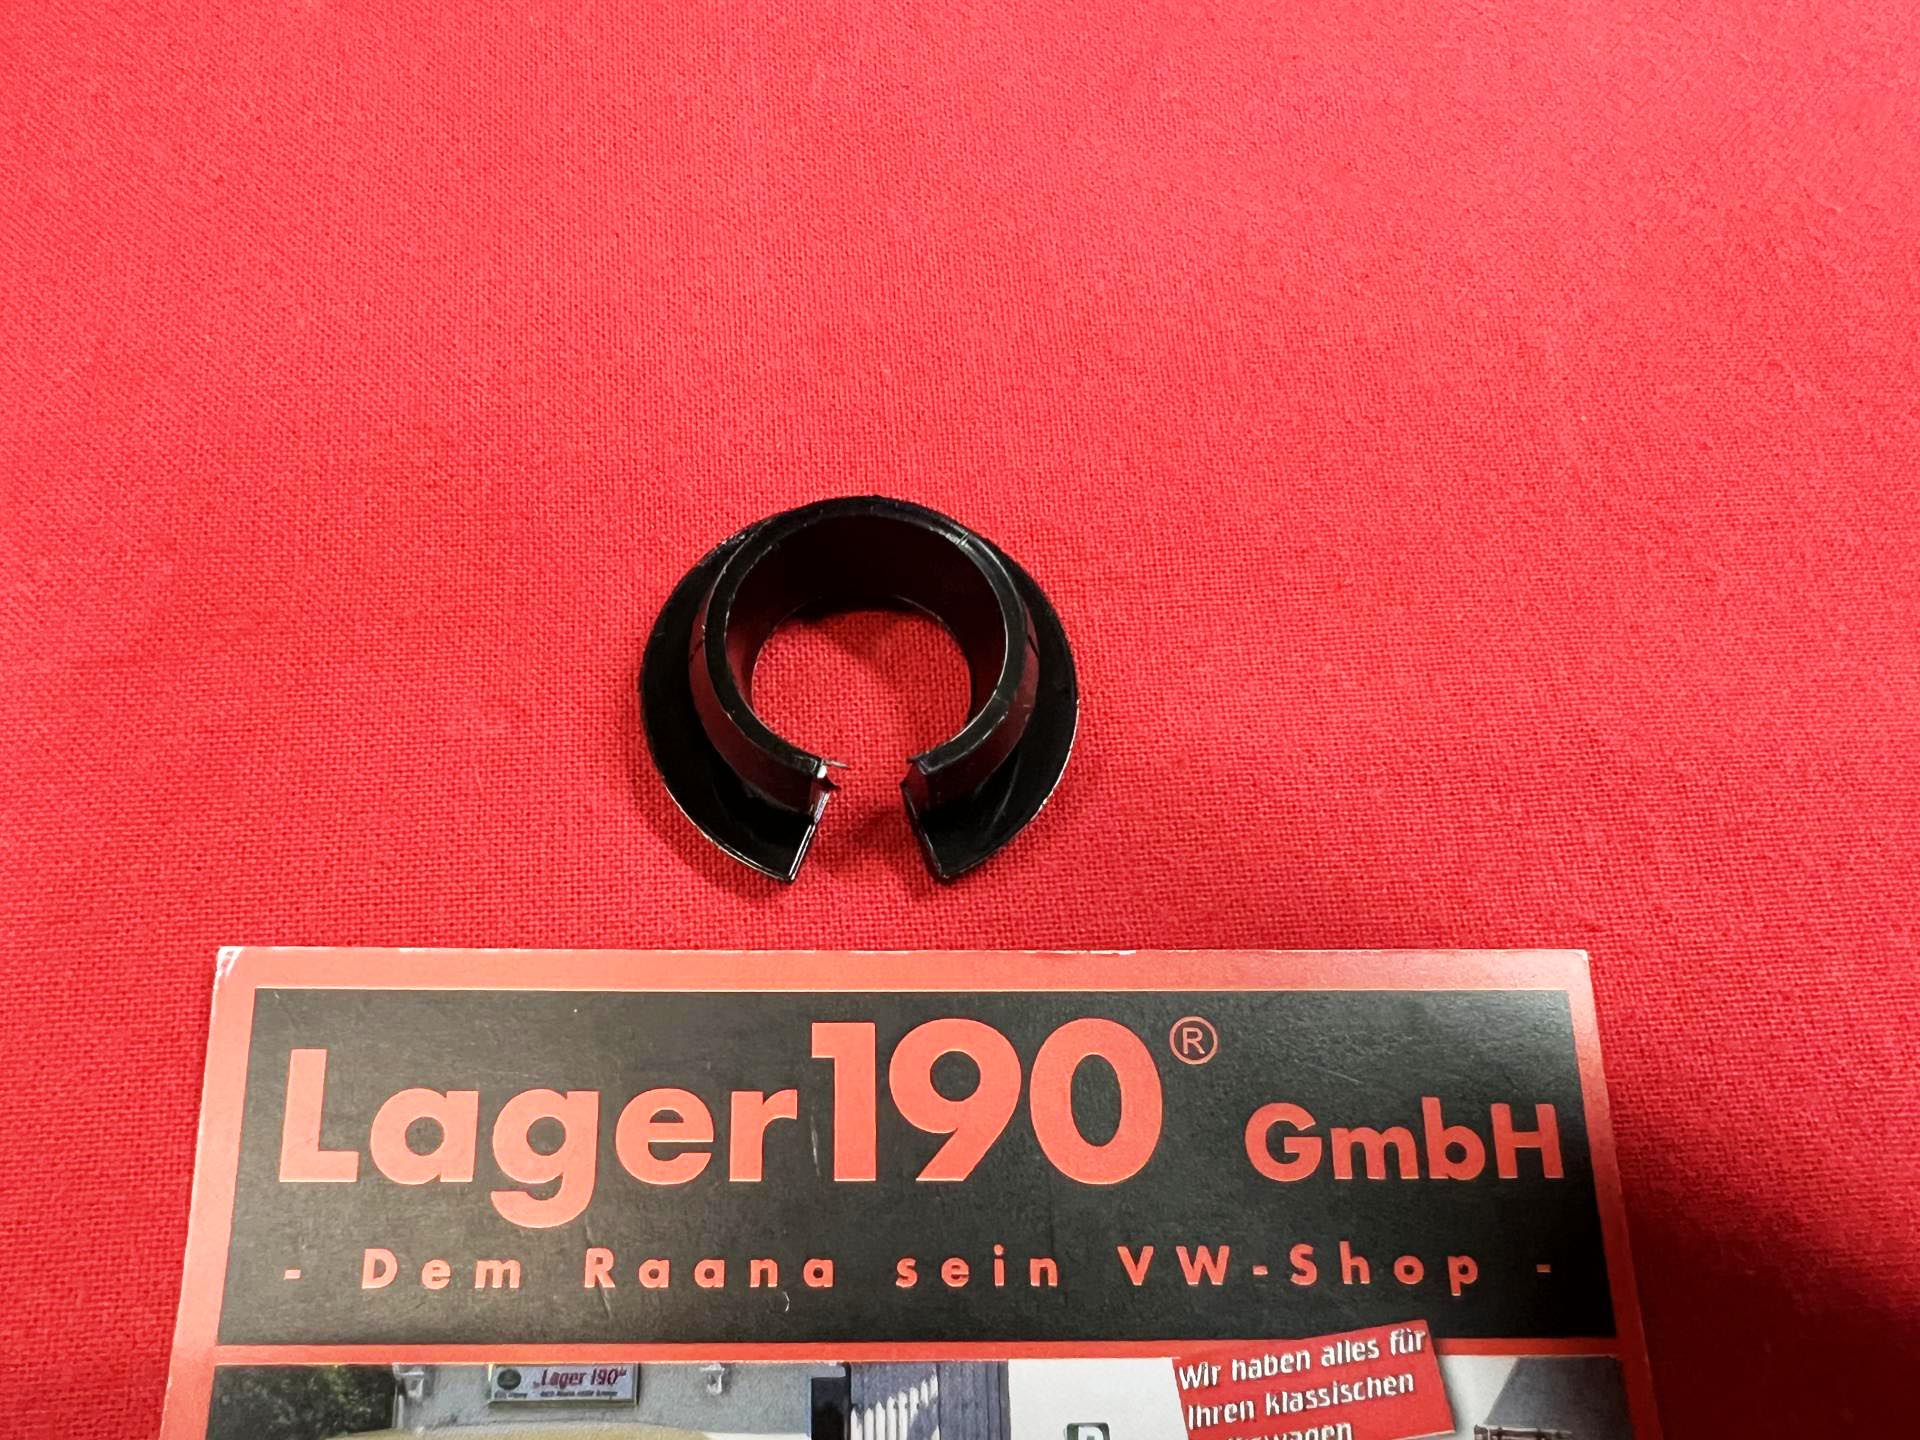 Lager190® GmbH
- Dem Raana sein VW-Shop -
„Lager 190“
Wir haben alles für
Ihren klassischen